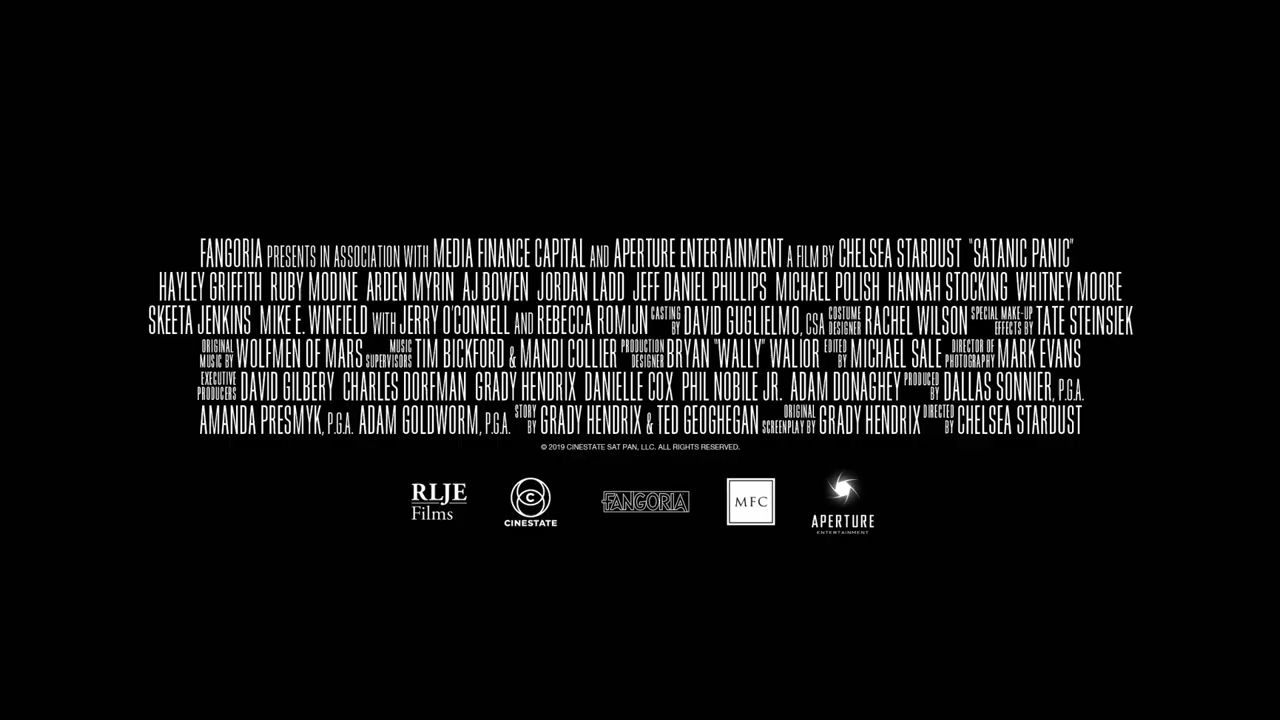 FANGORIA PRESENTS IN ASSOCIATION WITH MEDIA FINANCE CAPITAL AND APERTURE ENTERTAINMENT A FILM BY CHELSEA STARDUST "SATANIC PANIC"
HAYLEY GRIFFITH RUBY MODINE ARDEN MYRIN AJ BOWEN JORDAN LADD JEFF DANIEL PHILLIPS MICHAEL POLISH HANNAH STOCKING WHITNEY MOORE
SKEETA JENKINS MIKE E. WINFIELD WITH JERRY O'CONNELL AND REBECCA ROMIJN CASTING BY DAVID GUGLIELMO, CSA COSTUME DESIGNER RACHEL WILSON SPECIAL MAKE-UP EFFECTS BY TATE STEINSIEK
ORIGINAL MUSIC BY WOLFMEN OF MARS MUSIC SUPERVISORS TIM BICKFORD & MANDI COLLIER PRODUCTION DESIGNER BRYAN "WALLY" WALIOR EDITED BY MICHAEL SALE DIRECTOR OF PHOTOGRAPHY MARK EVANS
EXECUTIVE PRODUCERS DAVID GILBERY CHARLES DORFMAN GRADY HENDRIX DANIELLE COX PHIL NOBILE JR. ADAM DONAGHEY PRODUCED BY DALLAS SONNIER, P.G.A.
AMANDA PRESMYK, P.G.A. ADAM GOLDWORM, P.G.A. STORY BY GRADY HENDRIX & TED GEOGHEGAN ORIGINAL SCREENPLAY BY GRADY HENDRIX DIRECTED BY CHELSEA STARDUST
© 2019 CINESTATE SAT PAN, LLC. ALL RIGHTS RESERVED.
RLJE Films
C CINESTATE
FANGORIA
MFC
APERTURE ENTERTAINMENT